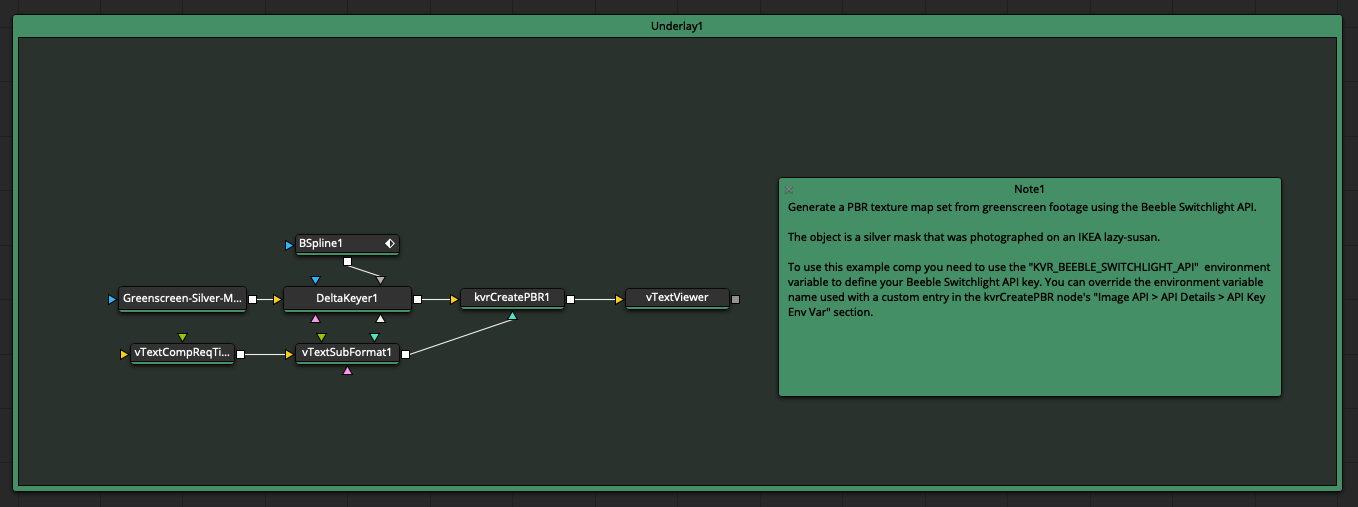 Underlay1
Note1
Generate a PBR texture map set from greenscreen footage using the Beeble Switchlight API.
The object is a silver mask that was photographed on an IKEA lazy-susan.
To use this example comp you need to use the "KVR_BEEBLE_SWITCHLIGHT_API" environment
variable to define your Beeble Switchlight API key. You can override the environment variable
name used with a custom entry in the kvrCreatePBR node's "Image API > API Details > API Key
Env Var" section.
BSpline1
Greenscreen-Silver-M...
DeltaKeyer1
kvrCreatePBR1
vTextViewer
vTextCompReqTi...
vTextSubFormat1